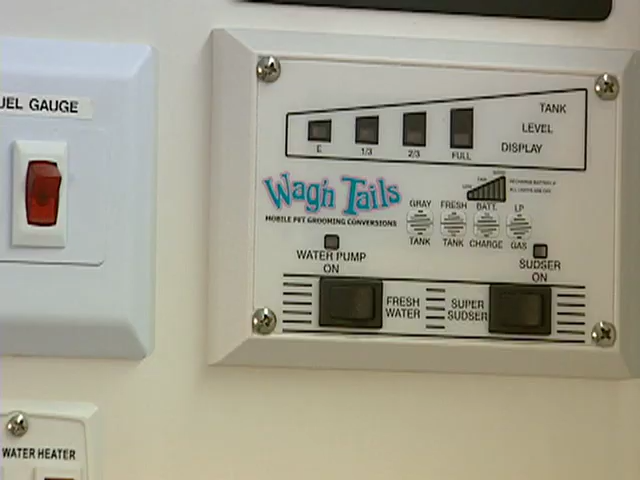 UEL GAUGE
TANK
LEVEL
DISPLAY
E 1/3 2/3 FULL
Wag'n Tails
MOBILE PET GROOMING CONVERSIONS
GRAY FRESH BATT. LP
TANK TANK CHARGE GAS
WATER PUMP
ON
SUDSER
ON
FRESH
WATER
SUPER
SUDSER
WATER HEATER